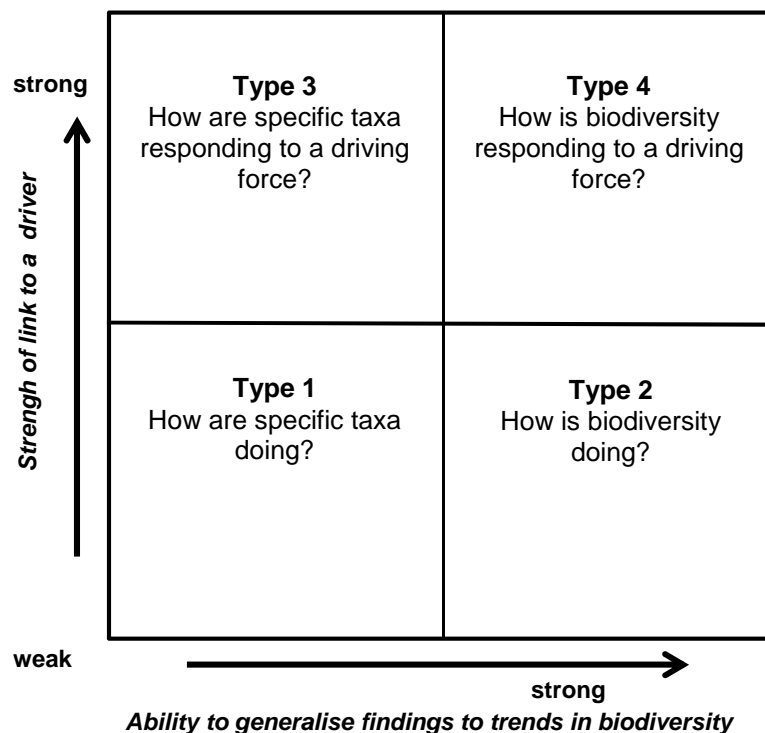 strong
Type 3
How are specific taxa
responding to a driving
force?
Type 4
How is biodiversity
responding to a driving
force?
Strengh of link to a driver
Type 1
How are specific taxa
doing?
Type 2
How is biodiversity
doing?
weak
strong
Ability to generalise findings to trends in biodiversity